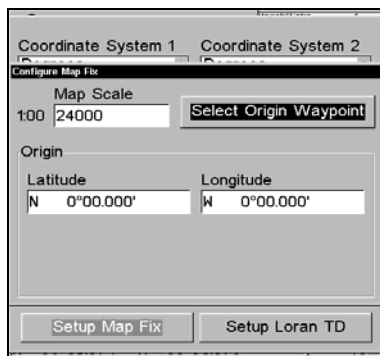 Coordinate System 1 Coordinate System 2
Configure Map Fix
Map Scale
1:00 24000 Select Origin Waypoint
Origin
Latitude Longitude
N 0°00.000' W 0°00.000'
Setup Map Fix Setup Loran TD